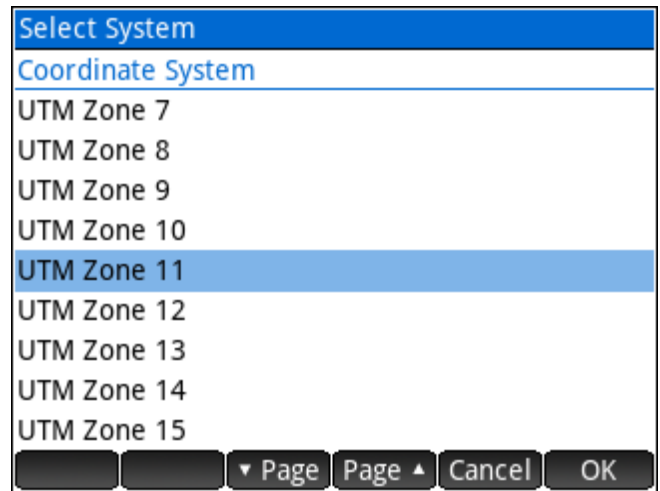 Select System
Coordinate System
UTM Zone 7
UTM Zone 8
UTM Zone 9
UTM Zone 10
UTM Zone 11
UTM Zone 12
UTM Zone 13
UTM Zone 14
UTM Zone 15
▼ Page Page ▲ Cancel OK